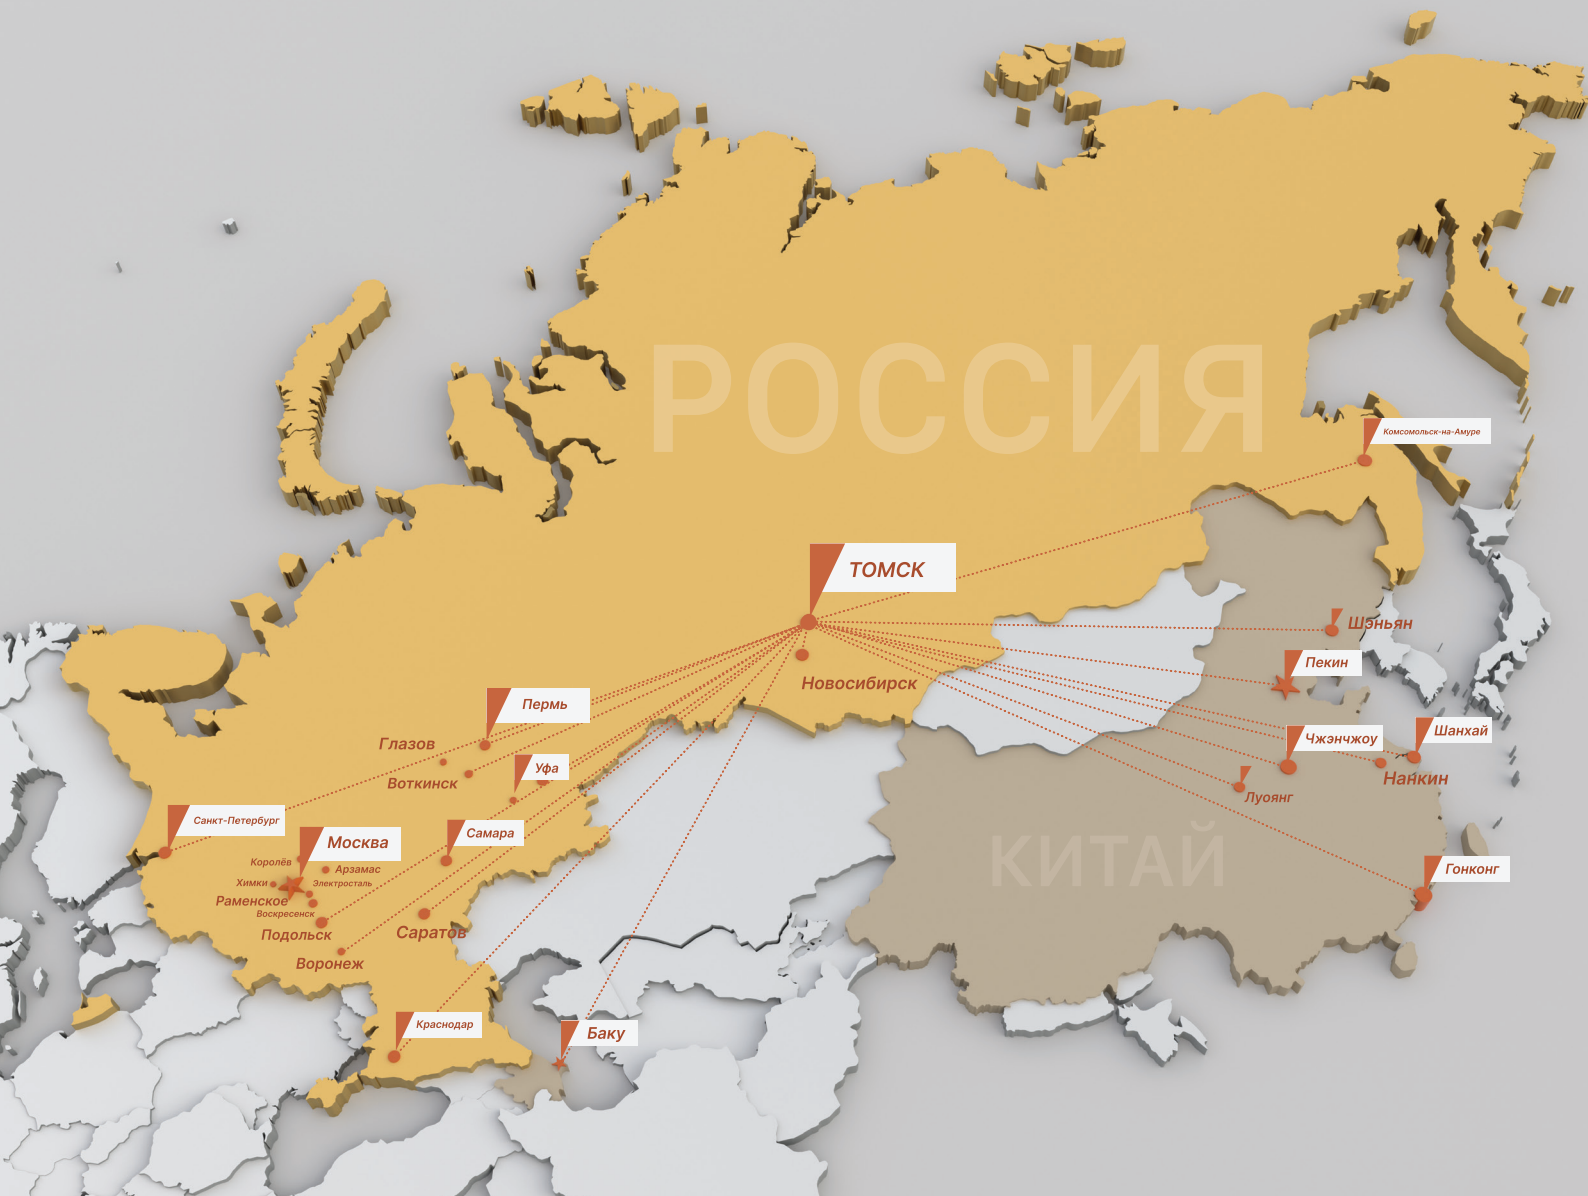 РОССИЯ
Комсомольск-на-Амуре
ТОМСК
Шэньян
Пекин
Новосибирск
Пермь
Шанхай
Чжэнчжоу
Глазов
Уфа
Нанкин
Воткинск
Луоянг
Санкт-Петербург
Самара
Москва
КИТАЙ
Королёв
Арзамас
Гонконг
Химки
Электросталь
Раменское
Воскресенск
Подольск
Саратов
Воронеж
Краснодар
Баку